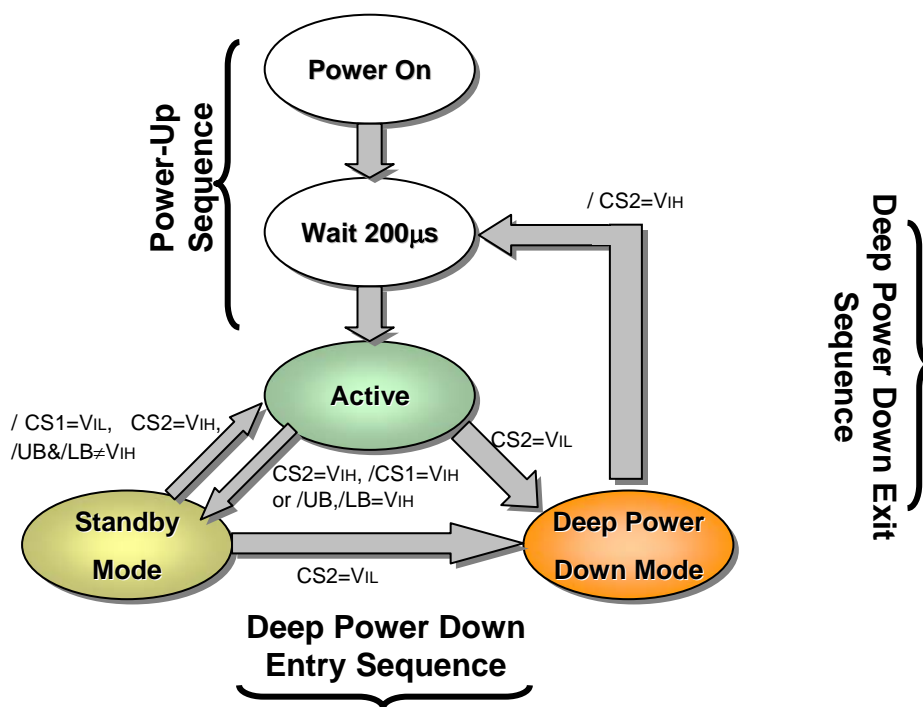 Power On
Power-Up
Sequence
Wait 200μs
/ CS2=VIH
Deep Power Down Exit
Sequence
Active
/ CS1=VIL, CS2=VIH,
/UB&/LB≠VIH
CS2=VIH, /CS1=VIH
or /UB,/LB=VIH
CS2=VIL
Standby
Mode
CS2=VIL
Deep Power
Down Mode
Deep Power Down
Entry Sequence